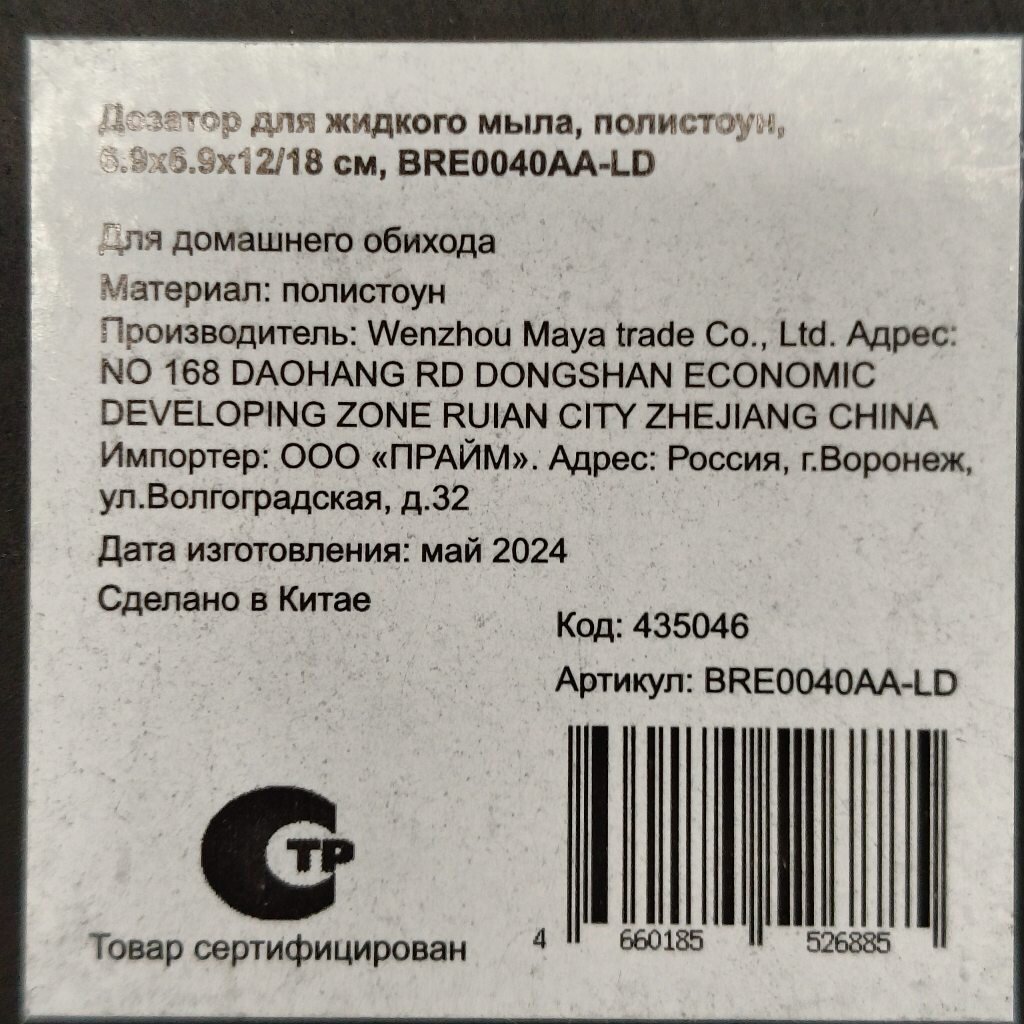 Дозатор для жидкого мыла, полистоун,
6.9х6.9х12/18 см, BRE0040AA-LD
Для домашнего обихода
Материал: полистоун
Производитель: Wenzhou Maya trade Co., Ltd. Адрес:
NO 168 DAOHANG RD DONGSHAN ECONOMIC
DEVELOPING ZONE RUIAN CITY ZHEJIANG CHINA
Импортер: ООО «ПРАЙМ». Адрес: Россия, г.Воронеж,
ул.Волгоградская, д.32
Дата изготовления: май 2024
Сделано в Китае
Код: 435046
Артикул: BRE0040AA-LD
СТР
Товар сертифицирован
4 660185 526885